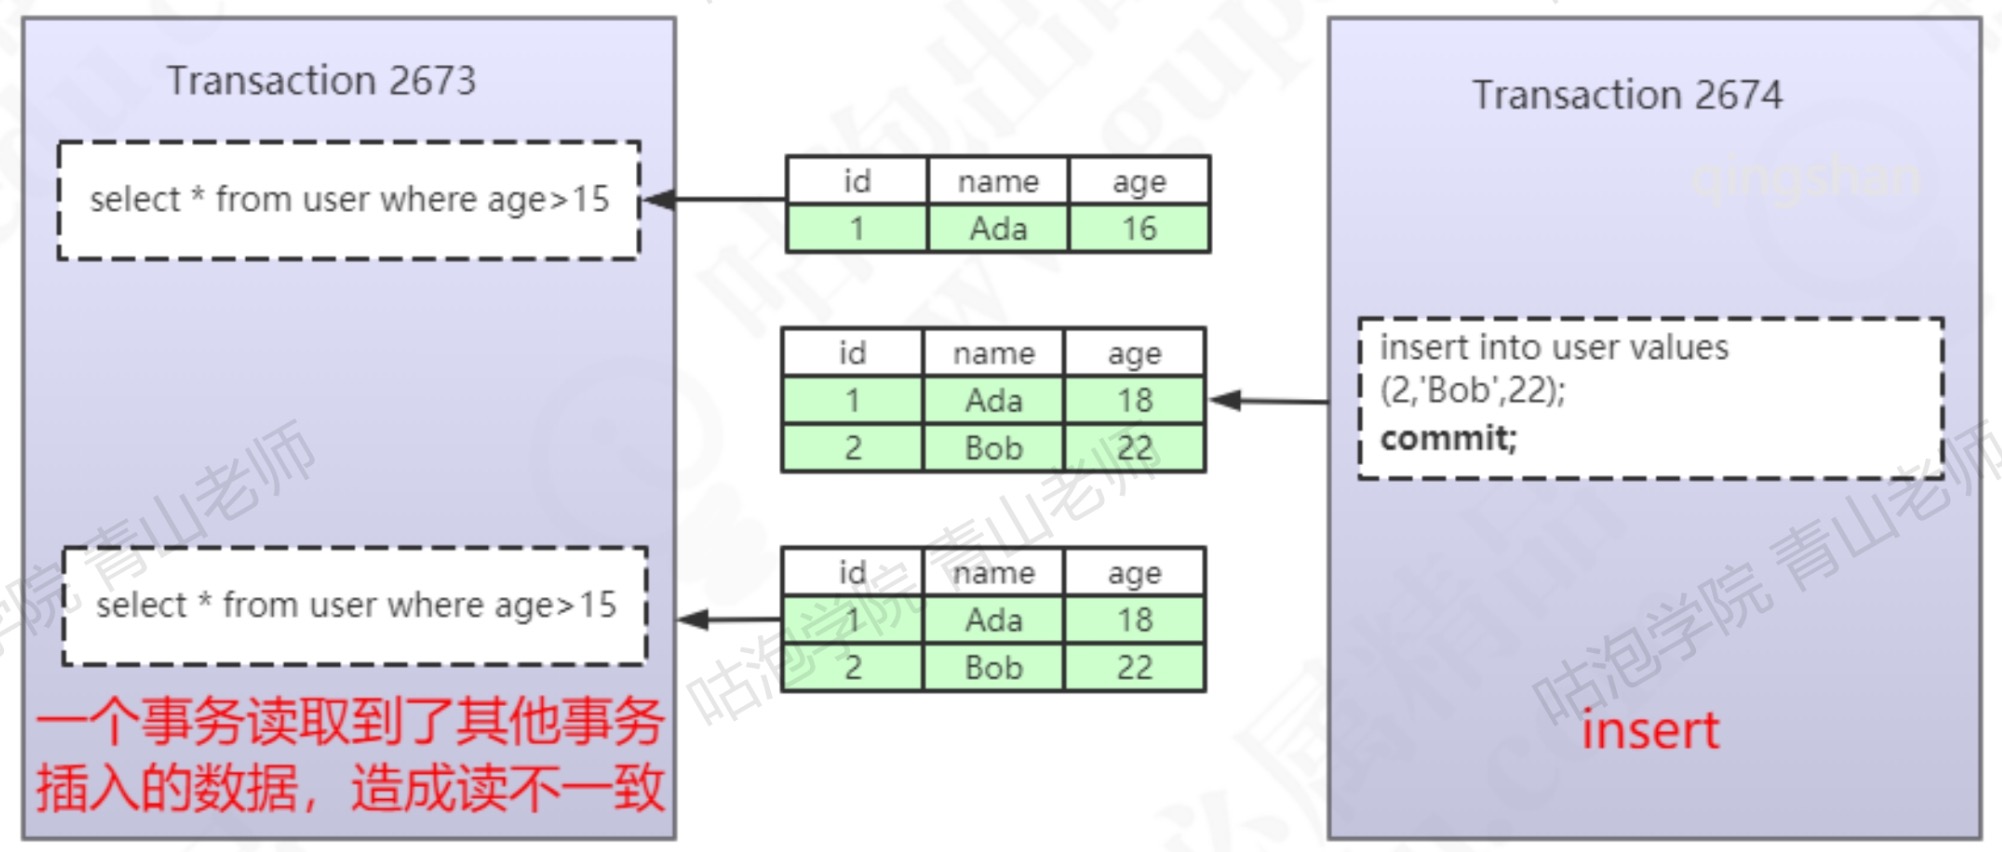 Transaction 2673
select * from user where age>15
id name age
1 Ada 16
Transaction 2674
qingshan
id name age
1 Ada 18
2 Bob 22
insert into user values
(2,'Bob',22);
commit;
select * from user where age>15
id name age
1 Ada 18
2 Bob 22
一个事务读取到了其他事务
插入的数据，造成读不一致
insert
学院 青山老师
咕泡学院 青山老师
咕泡学院 青山老师